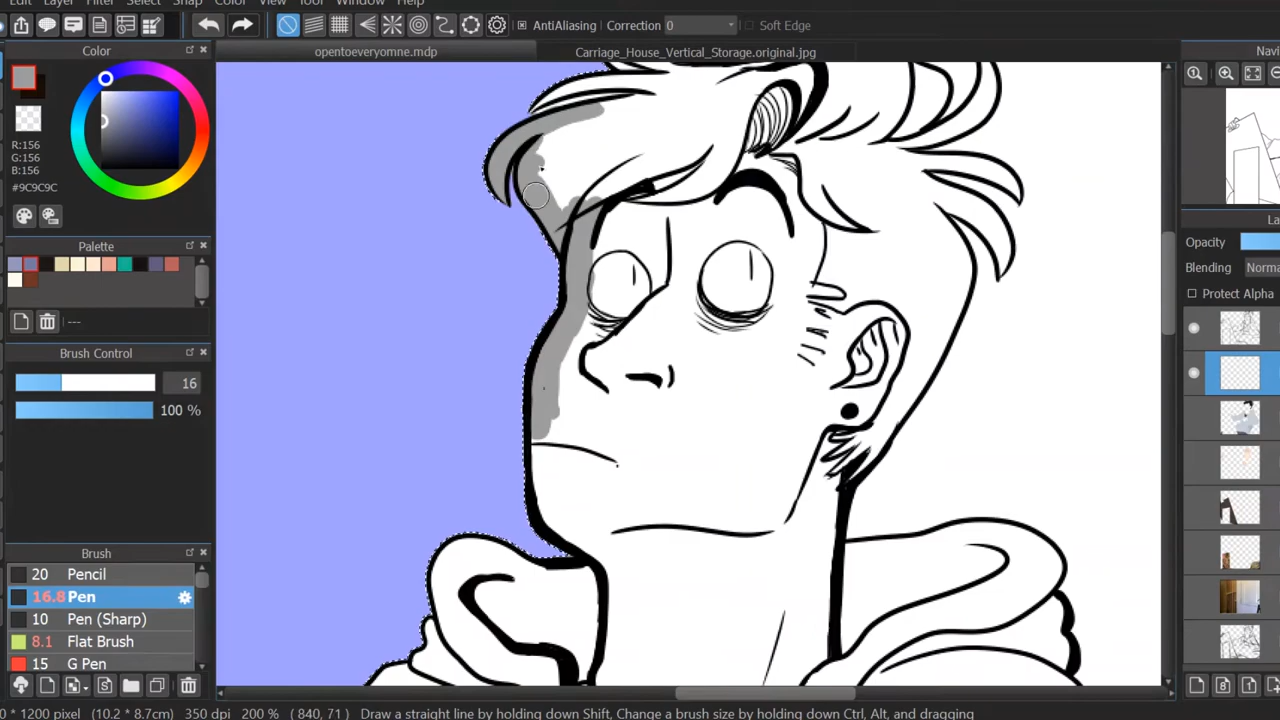 Layer Select Snap Color View Tool Window Help
AntiAliasing Correction 0 Soft Edge
Color
opentoeveryomne.mdp Carriage_House_Vertical_Storage.original.jpg
Navi
R:156
G:156
B:156
#9C9C9C
Palette
---
Brush Control
16
100 %
La
Opacity
Blending Norma
Protect Alpha
Brush
20 Pencil
16.8 Pen
10 Pen (Sharp)
8.1 Flat Brush
15 G Pen
8 1
0 * 1200 pixel (10.2 * 8.7cm) 350 dpi 200 % ( 840, 71 ) Draw a straight line by holding down Shift, Change a brush size by holding down Ctrl, Alt, and dragging